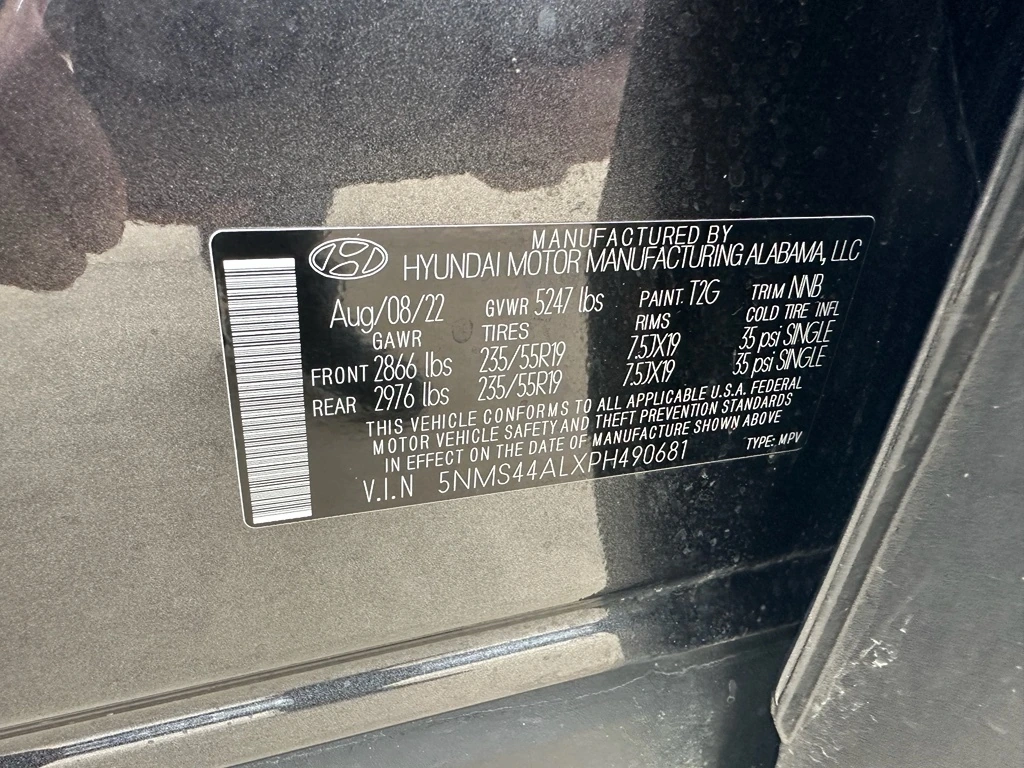 MANUFACTURED BY
HYUNDAI MOTOR MANUFACTURING ALABAMA, LLC
Aug/08/22 GVWR 5247 lbs PAINT T2G TRIM NNB
GAWR TIRES RIMS COLD TIRE INFL
FRONT 2866 lbs 235/55R19 7.5JX19 35 psi SINGLE
REAR 2976 lbs 235/55R19 7.5JX19 35 psi SINGLE
THIS VEHICLE CONFORMS TO ALL APPLICABLE U.S.A. FEDERAL
MOTOR VEHICLE SAFETY AND THEFT PREVENTION STANDARDS
IN EFFECT ON THE DATE OF MANUFACTURE SHOWN ABOVE
V.I.N 5NMS44ALXPH490681 TYPE: MPV